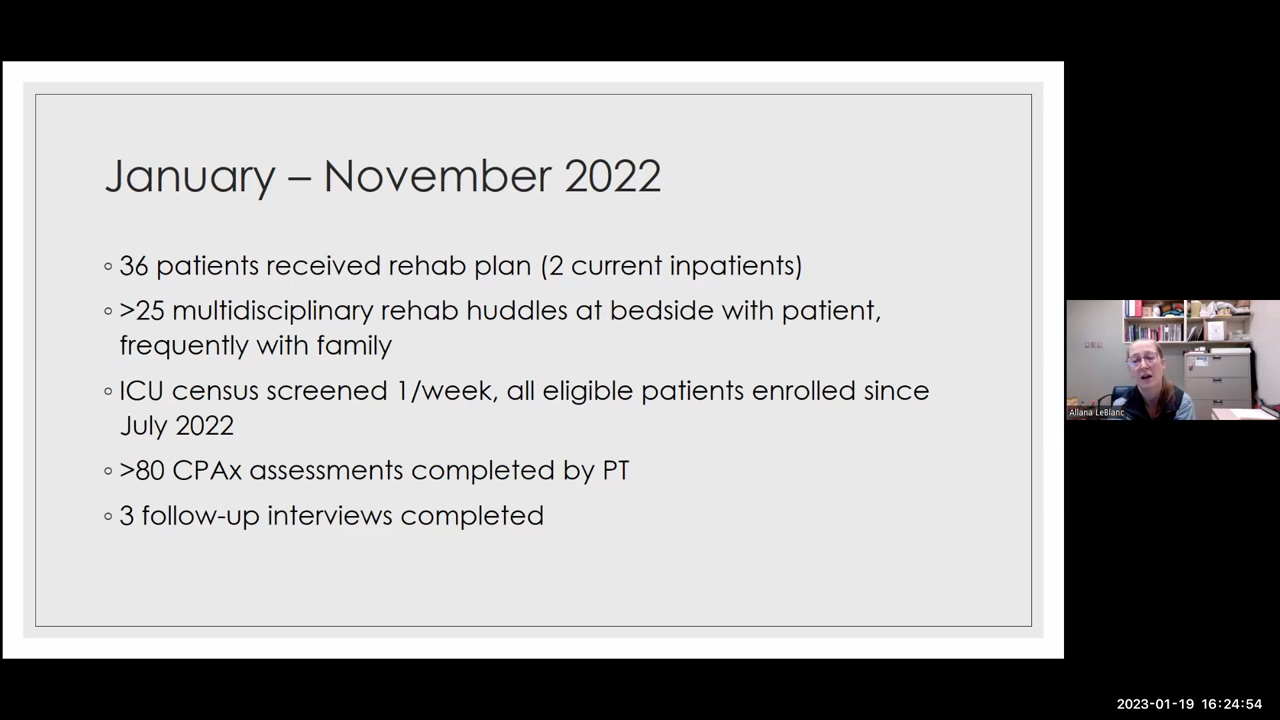 January – November 2022
◦ 36 patients received rehab plan (2 current inpatients)
◦ >25 multidisciplinary rehab huddles at bedside with patient,
frequently with family
◦ ICU census screened 1/week, all eligible patients enrolled since
July 2022
◦ >80 CPAx assessments completed by PT
◦ 3 follow-up interviews completed
Allana LeBlanc
2023-01-19 16:24:54